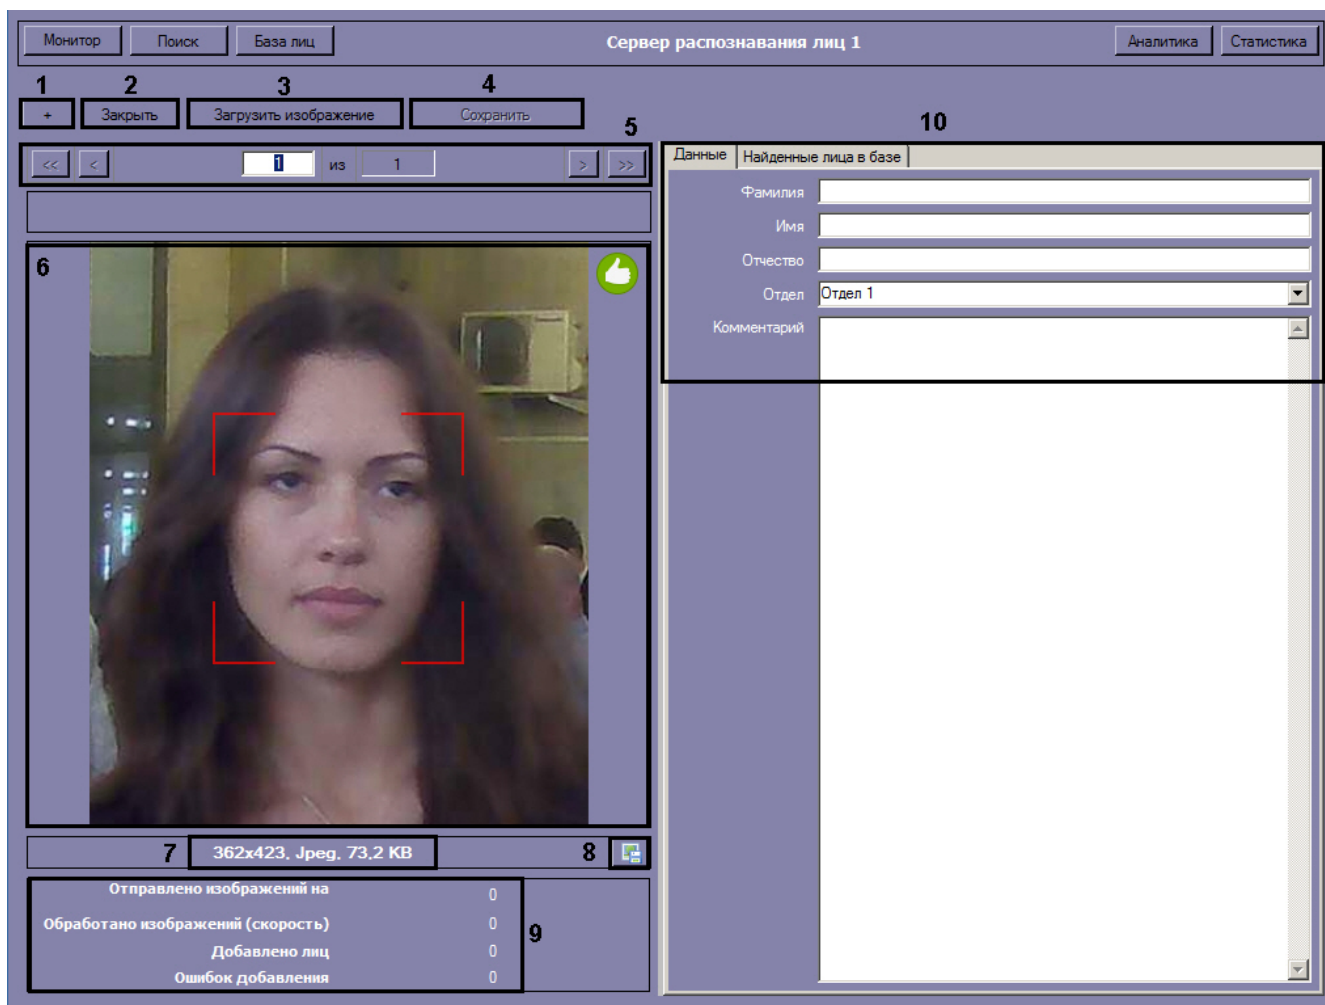 Монитор Поиск База лиц Сервер распознавания лиц 1 Аналитика Статистика
1 2 3 4
+ Закрыть Загрузить изображение Сохранить
5 10
<< < 1 из 1 > >>
Данные Найденные лица в базе
Фамилия
Имя
Отчество
Отдел Отдел 1
Комментарий
6
7 362x423, Jpeg, 73,2 KB 8
Отправлено изображений на 0
Обработано изображений (скорость) 0
9
Добавлено лиц 0
Ошибок добавления 0